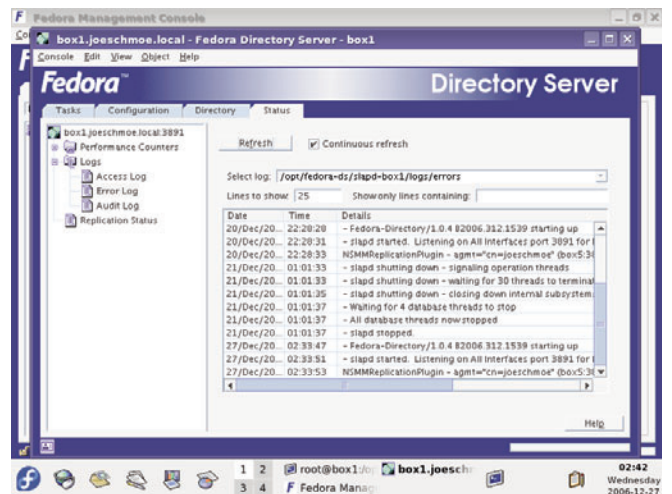 Fedora Management Console
box1.joeschmoe.local - Fedora Directory Server - box1
Console Edit View Object Help
Fedora™
Directory Server
Tasks Configuration Directory Status
box1.joeschmoe.local:3891
Performance Counters
Logs
Access Log
Error Log
Audit Log
Replication Status
Refresh Continuous refresh
Select log: /opt/fedora-ds/slapd-box1/logs/errors
Lines to show: 25 Show only lines containing:
Date Time Details
20/Dec/20... 22:28:28 - Fedora-Directory/1.0.4 B2006.312.1539 starting up
20/Dec/20... 22:28:31 - slapd started. Listening on All Interfaces port 3891 for
20/Dec/20... 22:28:33 NSMMReplicationPlugin - agmt="cn=joeschmoe" (box5:38
21/Dec/20... 01:01:33 - slapd shutting down - signaling operation threads
21/Dec/20... 01:01:33 - slapd shutting down - waiting for 30 threads to terminat
21/Dec/20... 01:01:35 - slapd shutting down - closing down internal subsystem
21/Dec/20... 01:01:37 - Waiting for 4 database threads to stop
21/Dec/20... 01:01:37 - All database threads now stopped
21/Dec/20... 01:01:37 - slapd stopped.
27/Dec/20... 02:33:47 - Fedora-Directory/1.0.4 B2006.312.1539 starting up
27/Dec/20... 02:33:51 - slapd started. Listening on All Interfaces port 3891 for
27/Dec/20... 02:33:53 NSMMReplicationPlugin - agmt="cn=joeschmoe" (box5:38
Help
1 2 root@box1:/op box1.joesch
3 4 Fedora Manag
02:42
Wednesday
2006-12-27